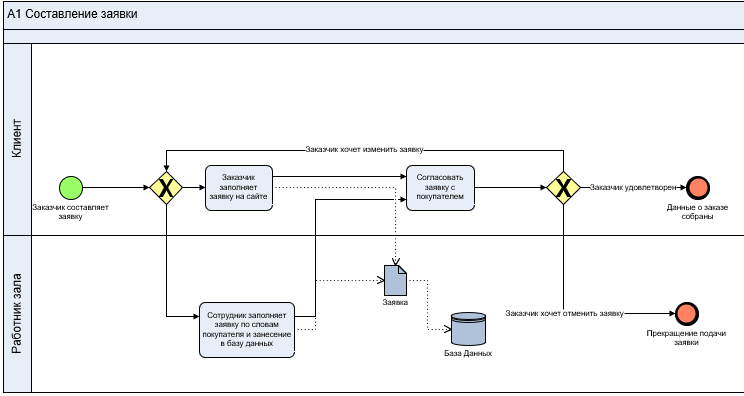 A1 Составление заявки
Клиент
Заказчик хочет изменить заявку
Заказчик
заполняет
заявку на сайте
Согласовать
заявку с
покупателем
X
X
Заказчик удовлетворен
Заказчик составляет
заявку
Данные о заказе
собраны
Работник зала
Заявка
Сотрудник заполняет
заявку по словам
покупателя и занесение
в базу данных
Заказчик хочет отменить заявку
Прекращение подачи
заявки
База Данных